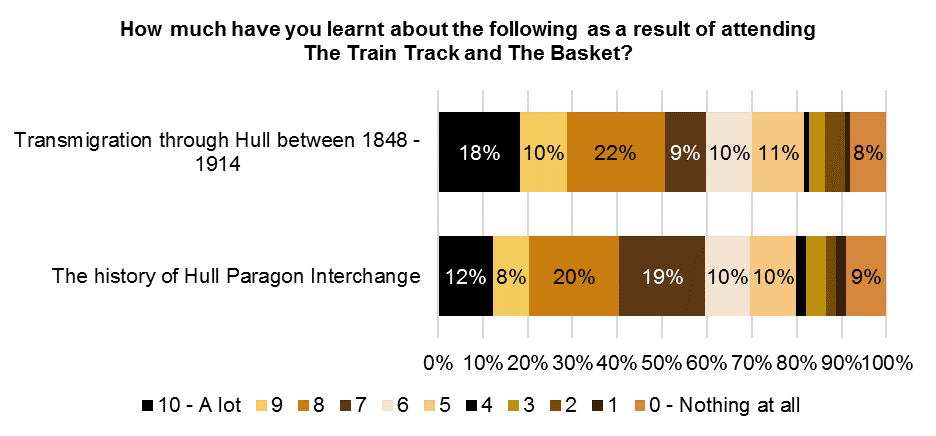 How much have you learnt about the following as a result of attending
The Train Track and The Basket?
Transmigration through Hull between 1848 -
1914
18% 10% 22% 9% 10% 11% 8%
The history of Hull Paragon Interchange
12% 8% 20% 19% 10% 10% 9%
0% 10% 20% 30% 40% 50% 60% 70% 80% 90% 100%
10 - A lot 9 8 7 6 5 4 3 2 1 0 - Nothing at all